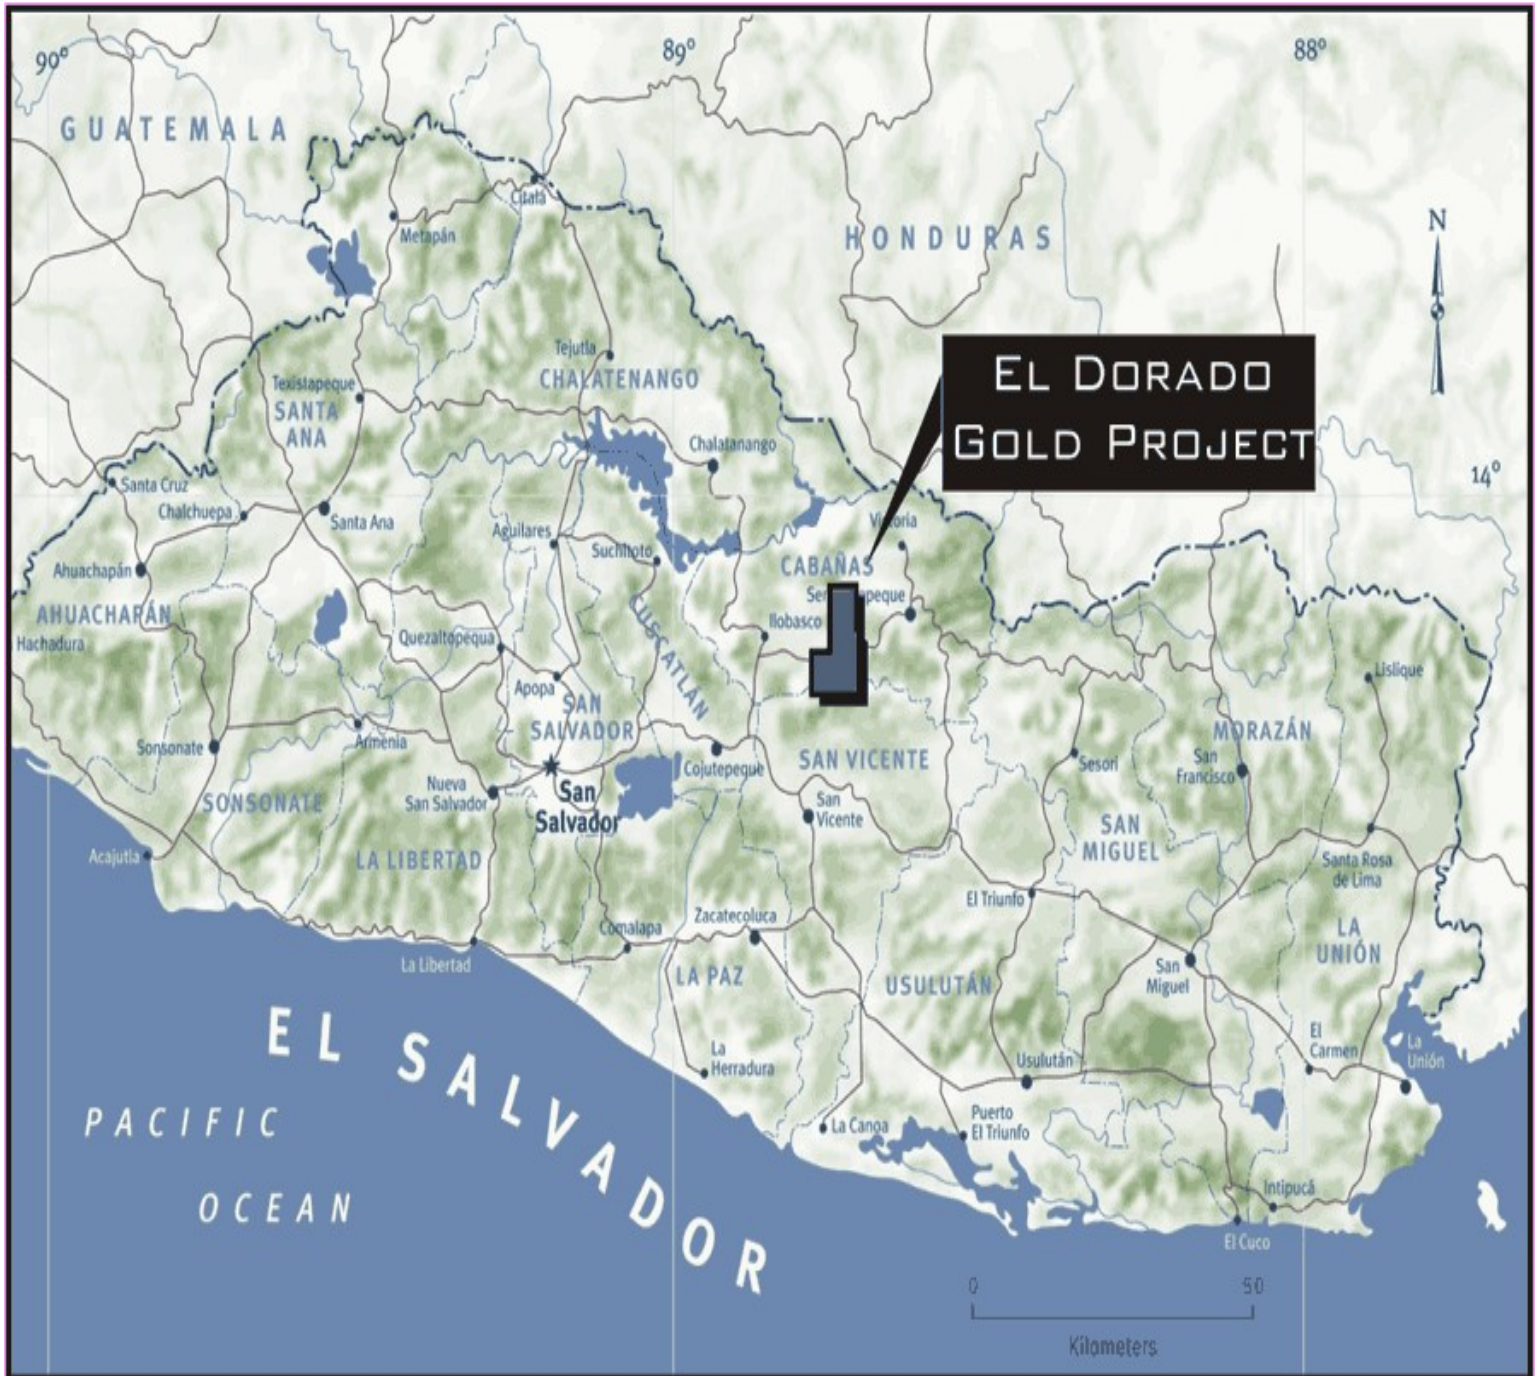 90°
89°
88°
GUATEMALA
Citalá
Metapán
HONDURAS
N
EL DORADO
GOLD PROJECT
Tejutla
CHALATENANGO
Texistapeque
SANTA
ANA
Chalatanango
14°
Santa Cruz
Chalchuepa
Santa Ana
Aguilares
Suchitoto
Victoria
CABAÑAS
Ahuachapán
AHUACHAPÁN
Hachadura
CUSCATLÁN
Ilobasco
Quezaltopequa
Apopa
SAN
SALVADOR
Lislique
MORAZÁN
Sonsonate
Armenia
Cojutepeque
SAN VICENTE
Sesori
San
Francisco
Nueva
San Salvador
San
Salvador
SONSONATE
San
Vicente
SAN
MIGUEL
Acajutla
LA LIBERTAD
Santa Rosa
de Lima
El Triunfo
Comalapa
Zacatecoluca
LA
UNIÓN
La Libertad
LA PAZ
USULUTÁN
San
Miguel
EL SALVADOR
La
Herradura
Usulután
El
Carmen
La
Unión
PACIFIC
OCEAN
La Canoa
Puerto
El Triunfo
Intipucá
El Cuco
0 50
Kilometers